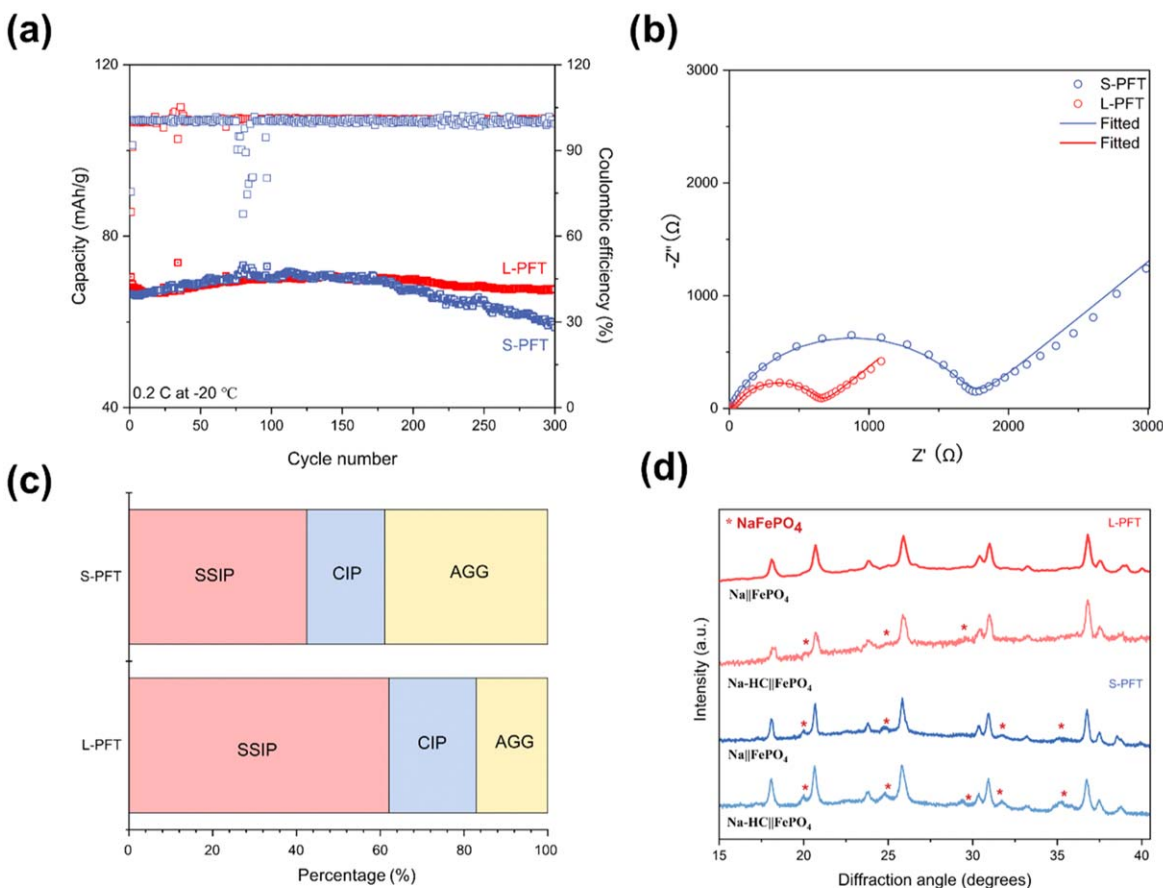 (a)
120
80
40
Capacity (mAh/g)
120
90
60
30
0
Coulombic efficiency (%)
L-PFT
S-PFT
0.2 C at -20 ℃
0 50 100 150 200 250 300
Cycle number
(b)
3000
2000
1000
0
-Z" (Ω)
S-PFT
L-PFT
Fitted
Fitted
0 1000 2000 3000
Z' (Ω)
(c)
S-PFT
SSIP CIP AGG
L-PFT
SSIP CIP AGG
0 20 40 60 80 100
Percentage (%)
(d)
Intensity (a.u.)
* NaFePO₄
L-PFT
Na||FePO₄
* * *
Na-HC||FePO₄
S-PFT
* * * *
Na||FePO₄
* * * * *
Na-HC||FePO₄
15 20 25 30 35 40
Diffraction angle (degrees)